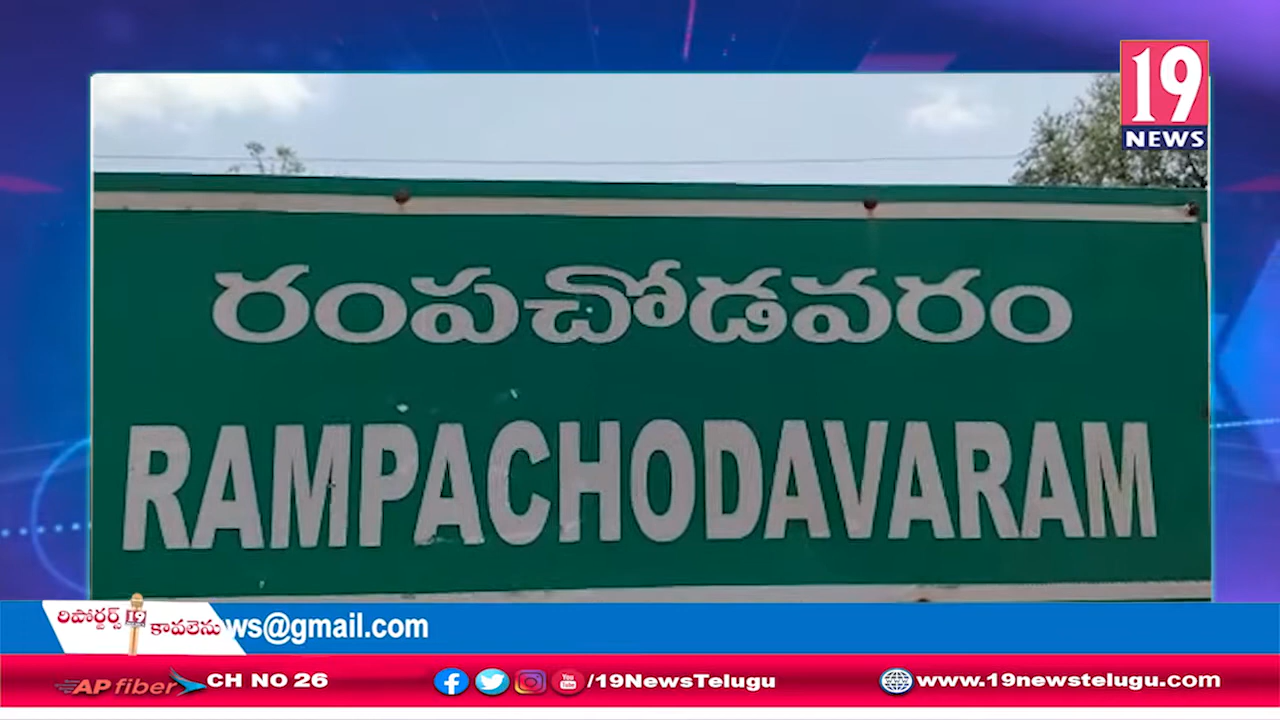 19
NEWS
రంపచోడవరం
RAMPACHODAVARAM
రిపోర్టర్స్ 19 కావలెను
ws@gmail.com
AP fiber CH NO 26
/19NewsTelugu
www.19newstelugu.com